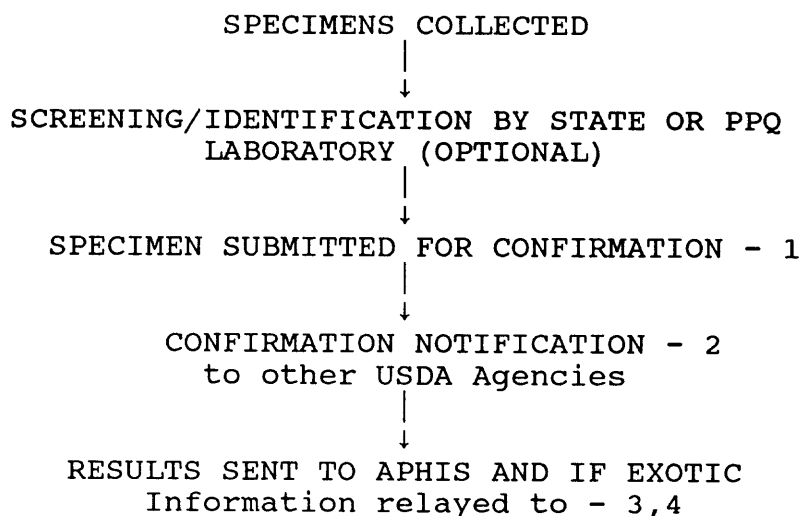 SPECIMENS COLLECTED
SCREENING/IDENTIFICATION BY STATE OR PPQ
LABORATORY (OPTIONAL)
SPECIMEN SUBMITTED FOR CONFIRMATION - 1
CONFIRMATION NOTIFICATION - 2
to other USDA Agencies
RESULTS SENT TO APHIS AND IF EXOTIC
Information relayed to - 3,4